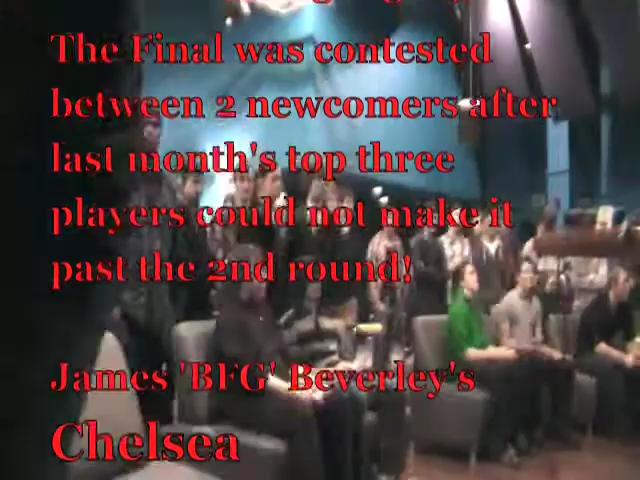 The Final was contested
between 2 newcomers after
last month's top three
players could not make it
past the 2nd round!
James 'BFG' Beverley's
Chelsea